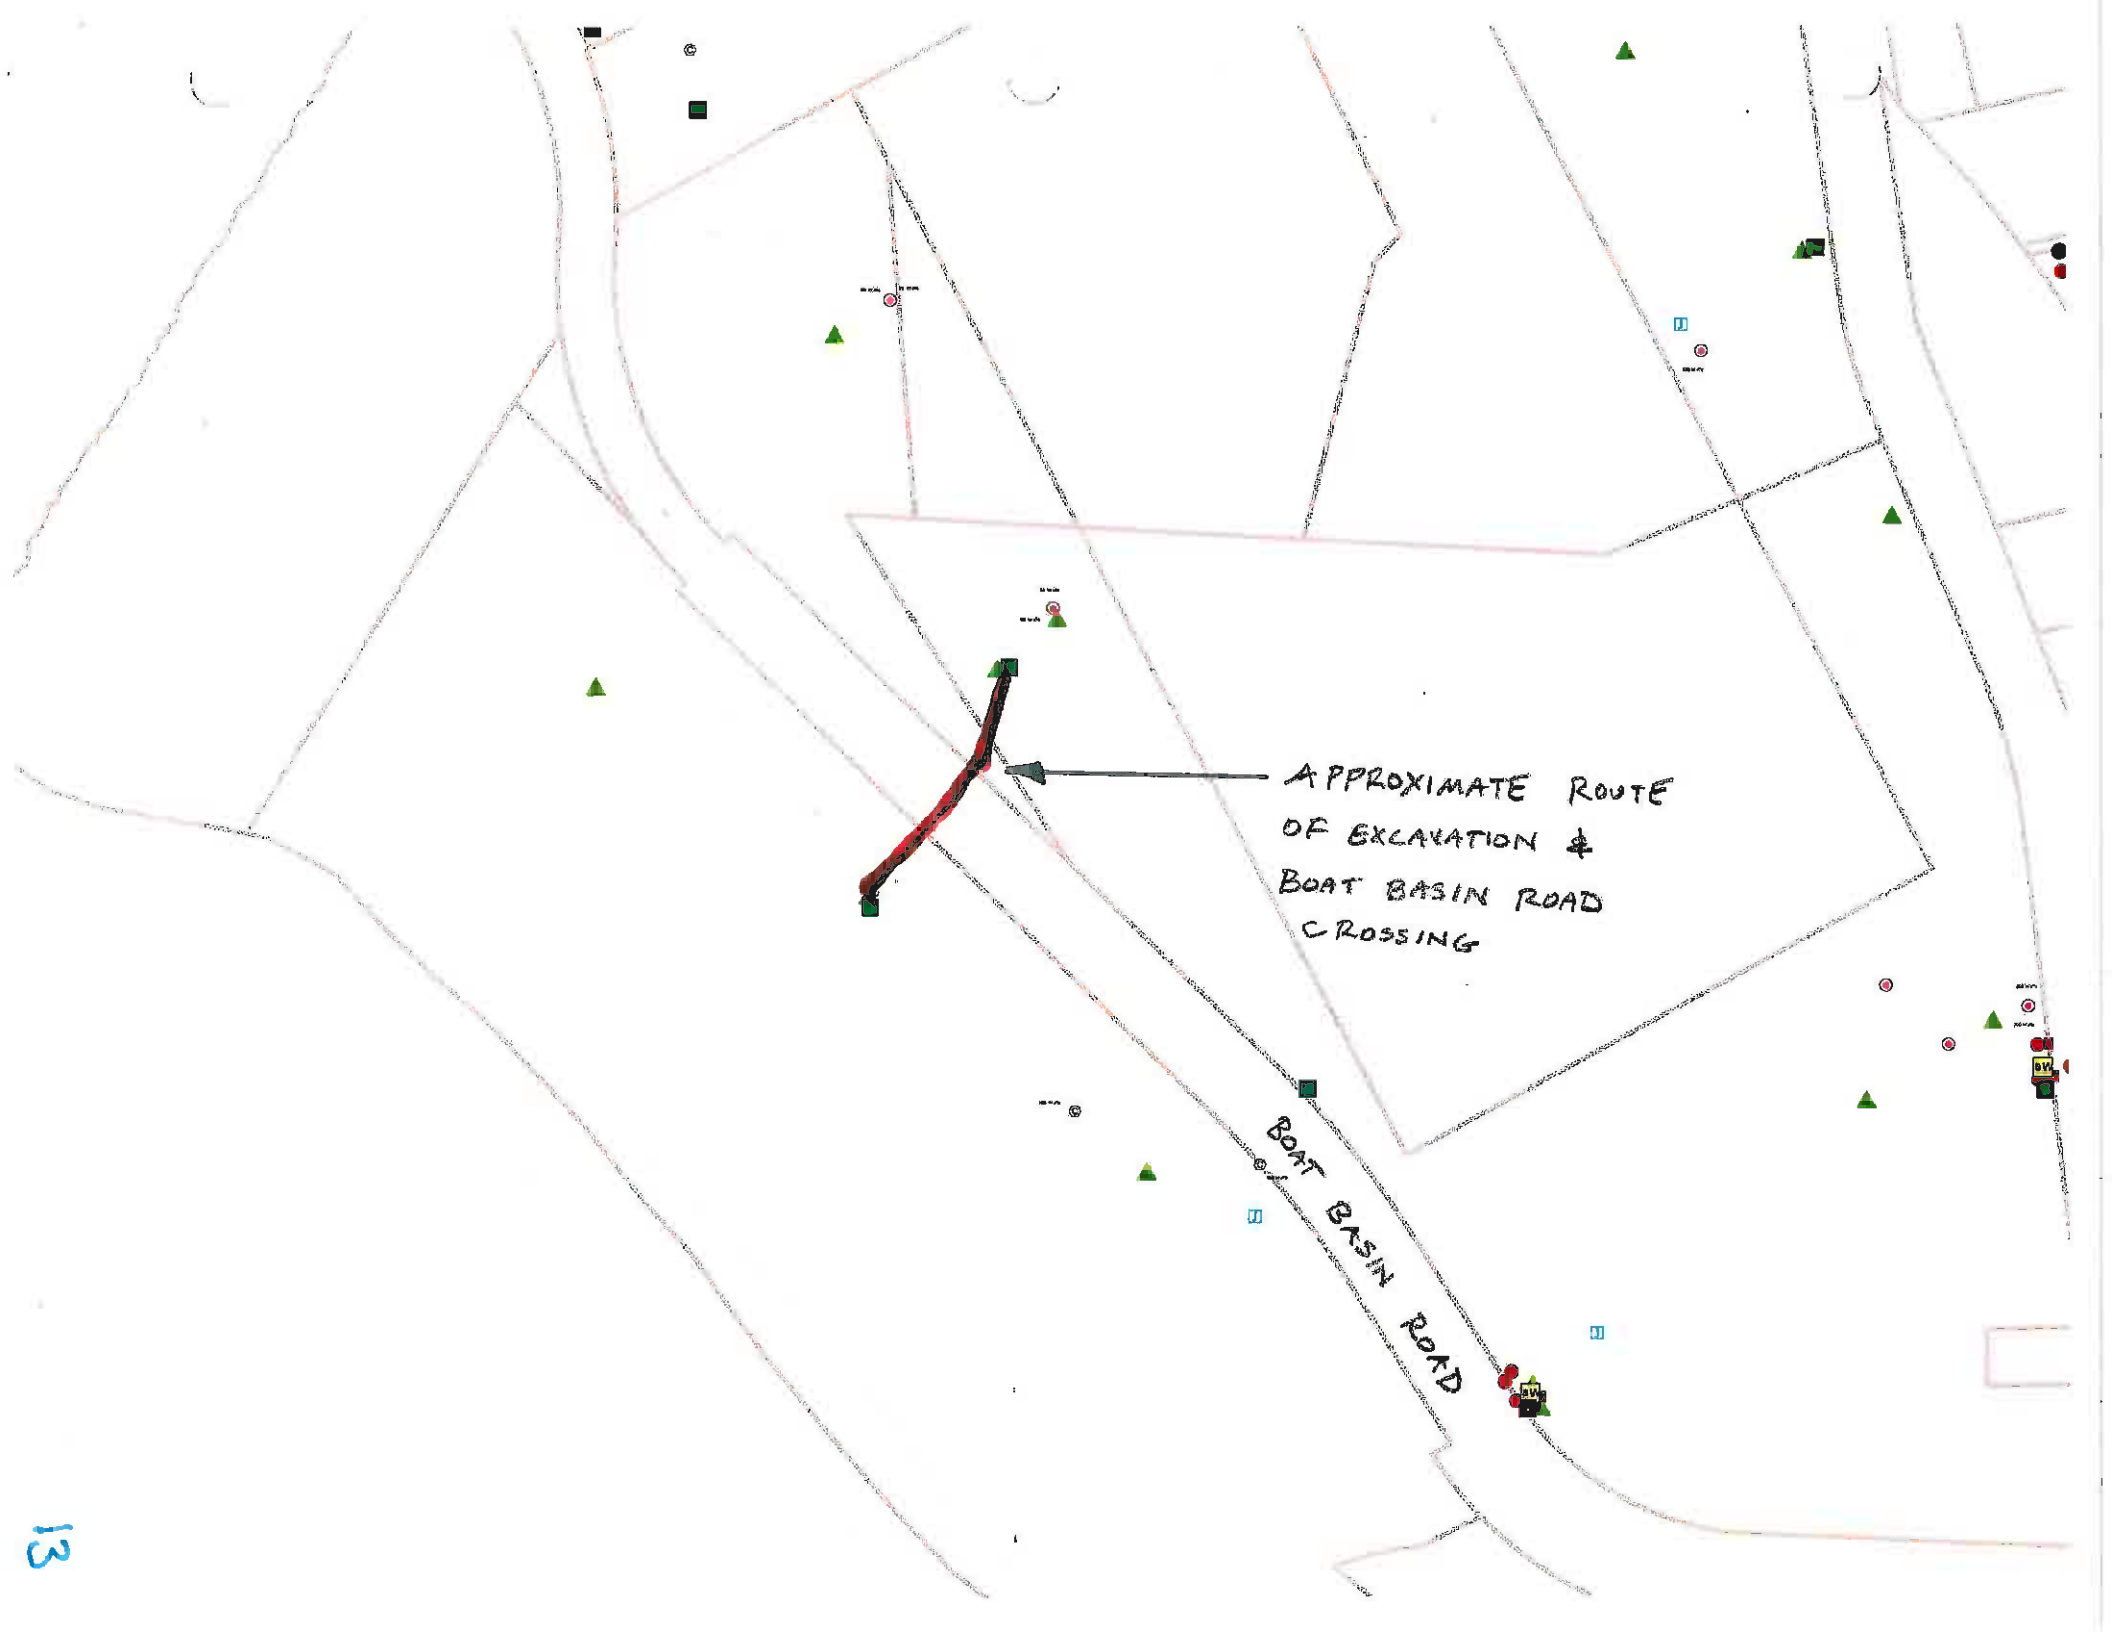 APPROXIMATE ROUTE
OF EXCAVATION &
BOAT BASIN ROAD
CROSSING
BOAT BASIN ROAD
13